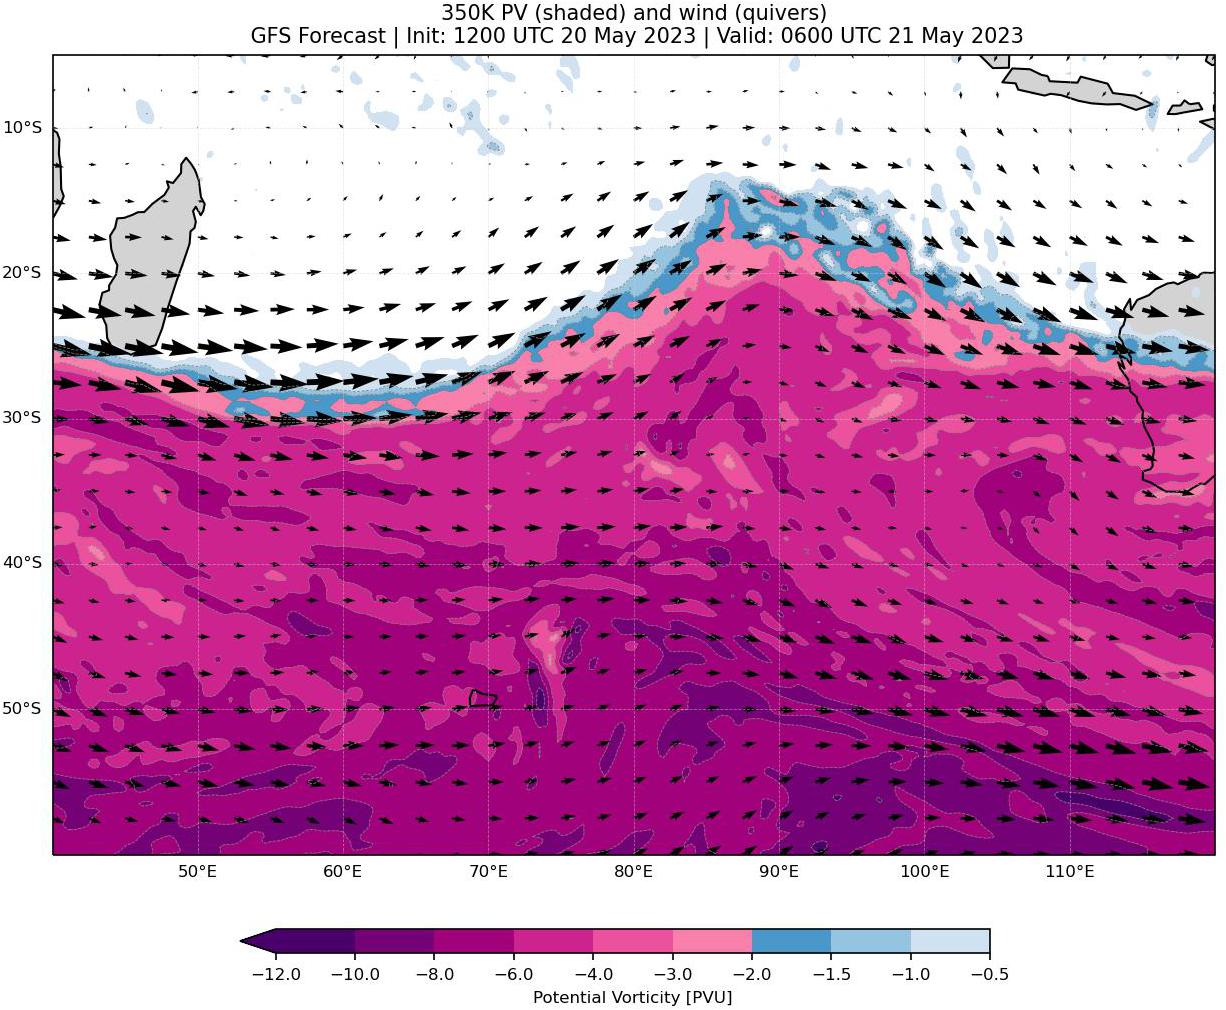 350K PV (shaded) and wind (quivers)
GFS Forecast | Init: 1200 UTC 20 May 2023 | Valid: 0600 UTC 21 May 2023
10°S
20°S
30°S
40°S
50°S
50°E 60°E 70°E 80°E 90°E 100°E 110°E
−12.0 −10.0 −8.0 −6.0 −4.0 −3.0 −2.0 −1.5 −1.0 −0.5
Potential Vorticity [PVU]